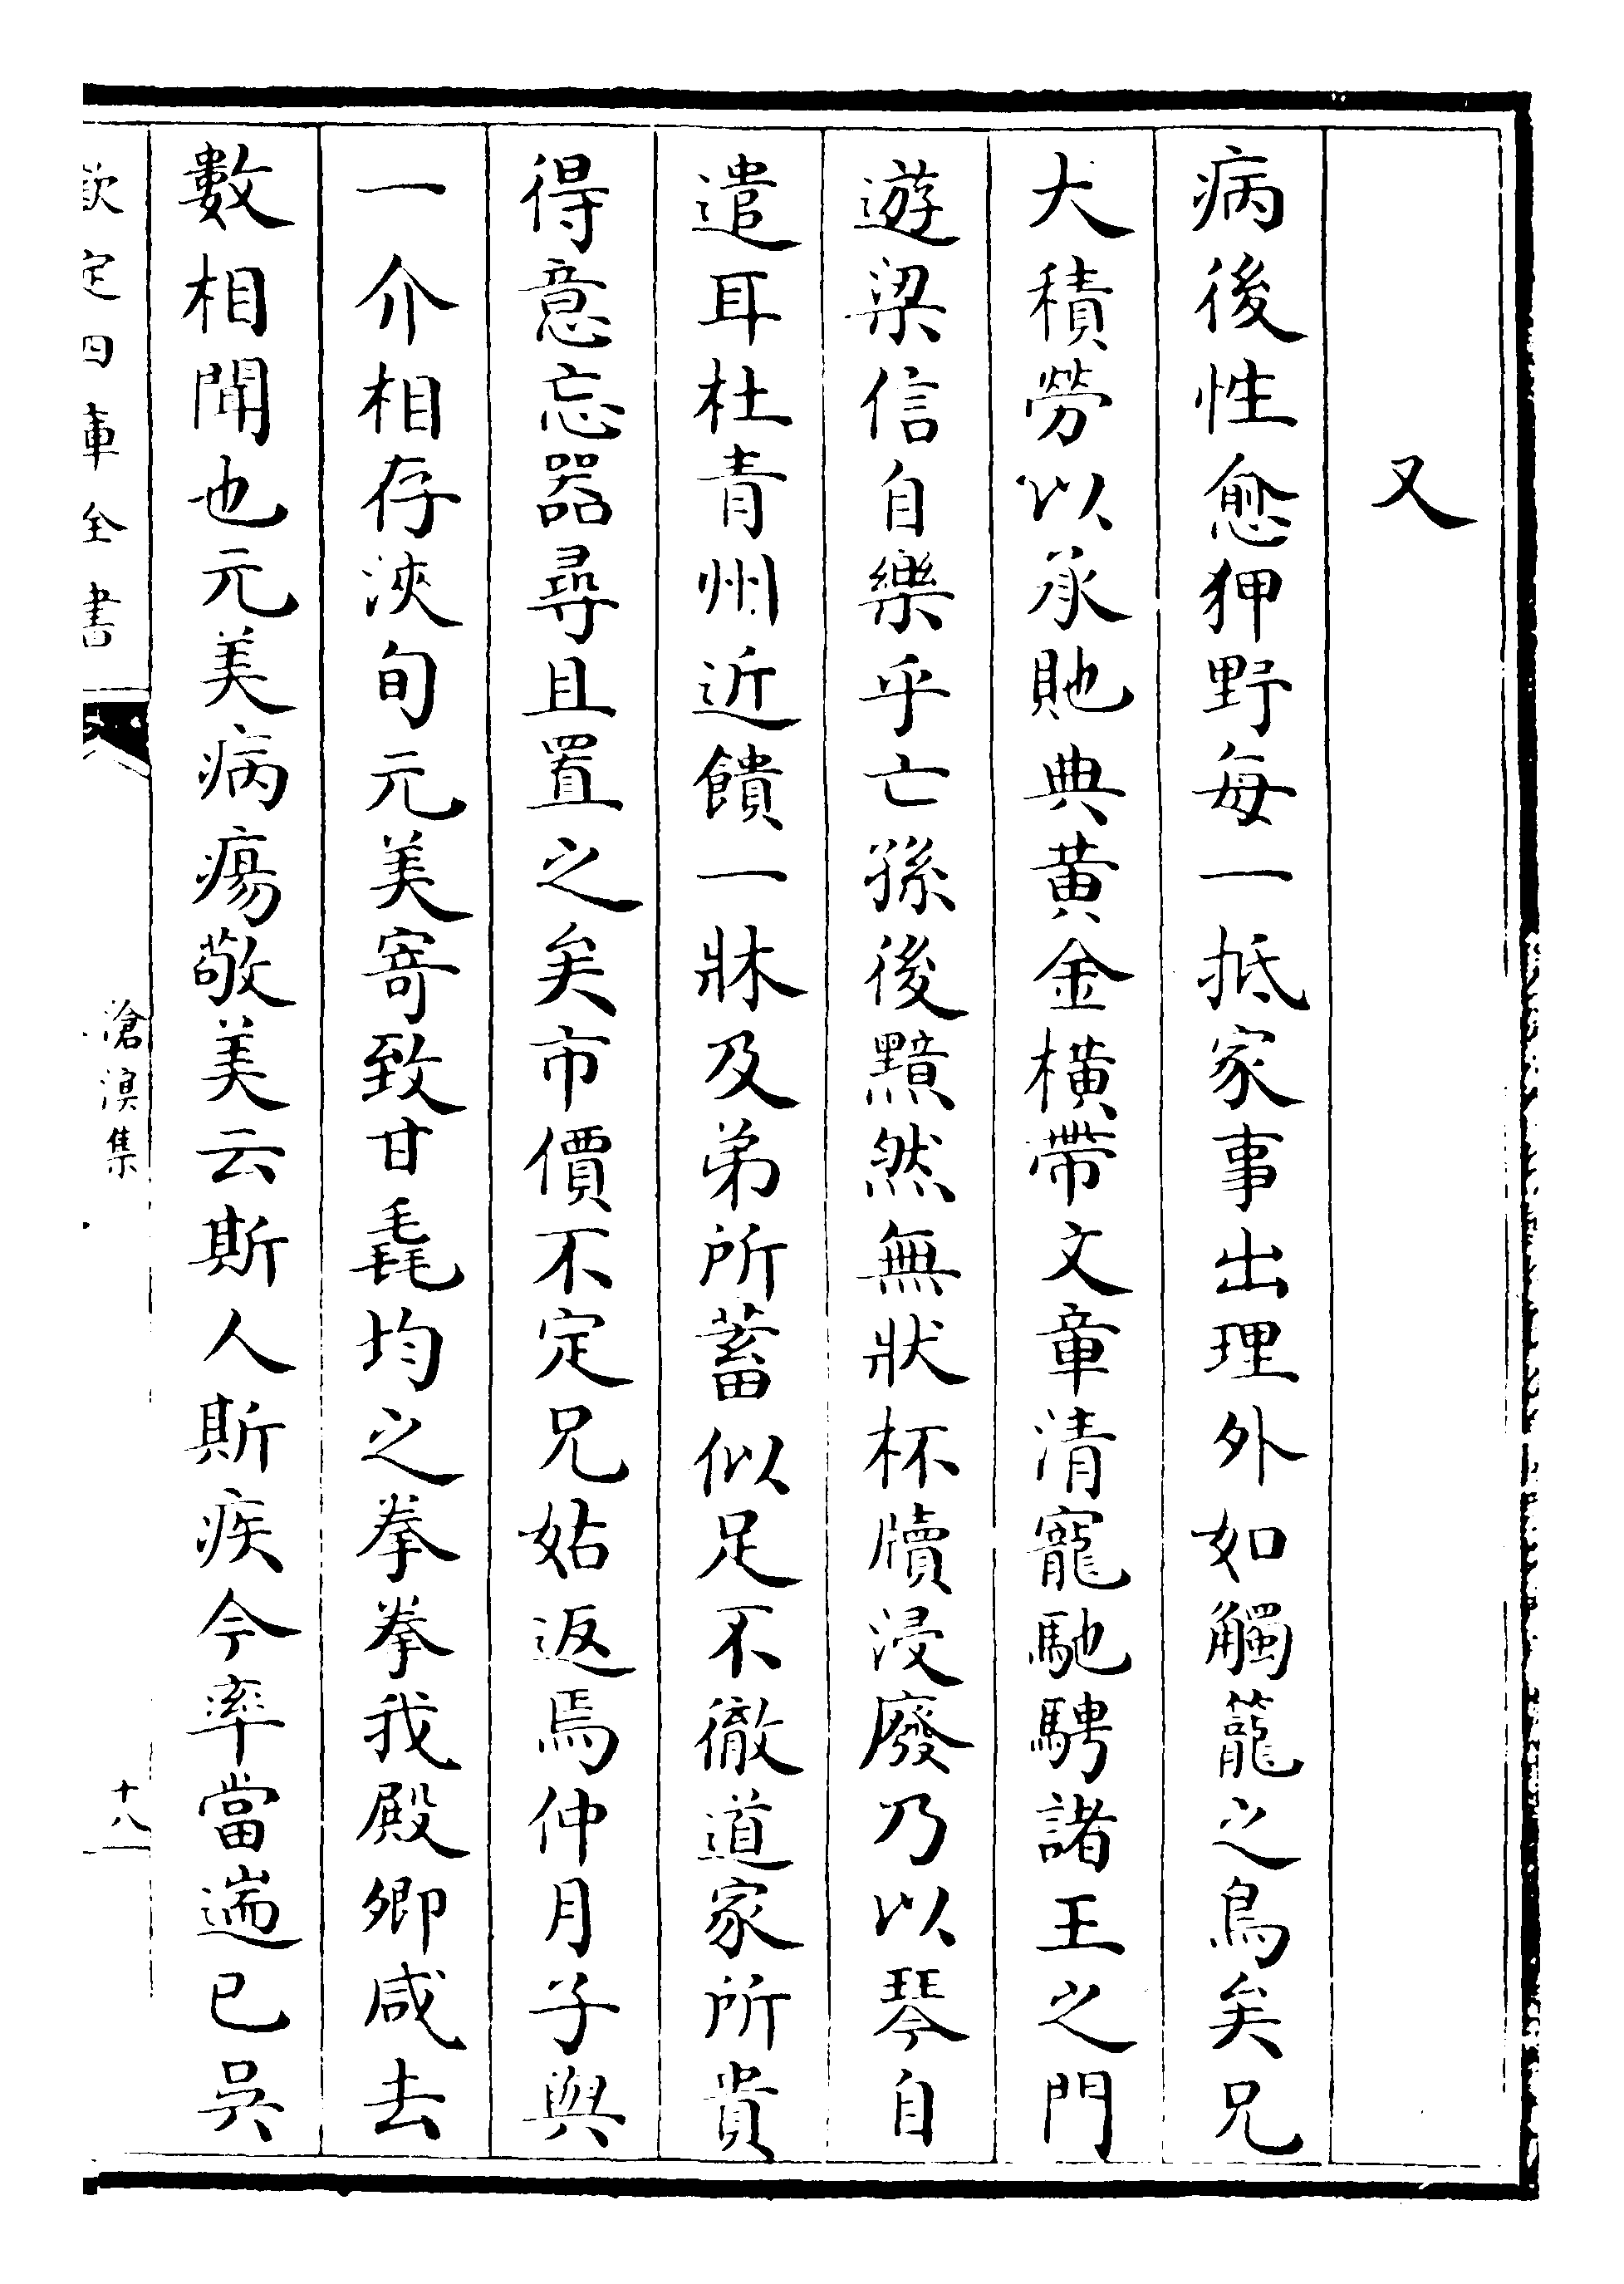 又
病後性愈狎野每一抵家事出理外如觸籠之鳥矣兄
大積勞以承貤典黃金橫帶文章清寵馳騁諸王之門
遊梁信自樂乎亡孫後黯然無狀杯牘浸廢乃以琴自
遣耳杜青州近饋一牀及弟所蓄似足不徹道家所貴
得意忘器尋且置之矣市價不定兄姑返焉仲月子與
一介相存浹旬元美寄致甘毳均之拳拳我殿卿咸去
數相聞也元美病瘍敬美云斯人斯疾今率當遄已吳
欽定四庫全書
滄溟集
十八